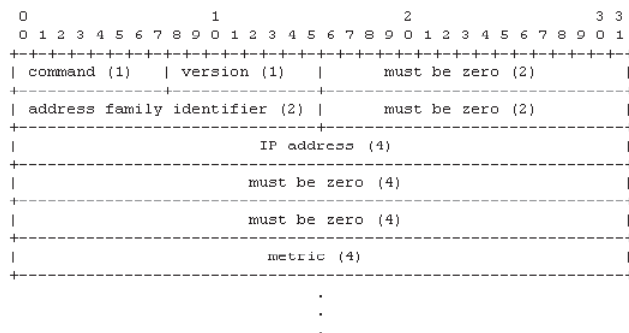 0                   1                   2                   3 3
0 1 2 3 4 5 6 7 8 9 0 1 2 3 4 5 6 7 8 9 0 1 2 3 4 5 6 7 8 9 0 1
command (1) | version (1) | must be zero (2)
address family identifier (2) | must be zero (2)
IP address (4)
must be zero (4)
must be zero (4)
metric (4)
.
.
.